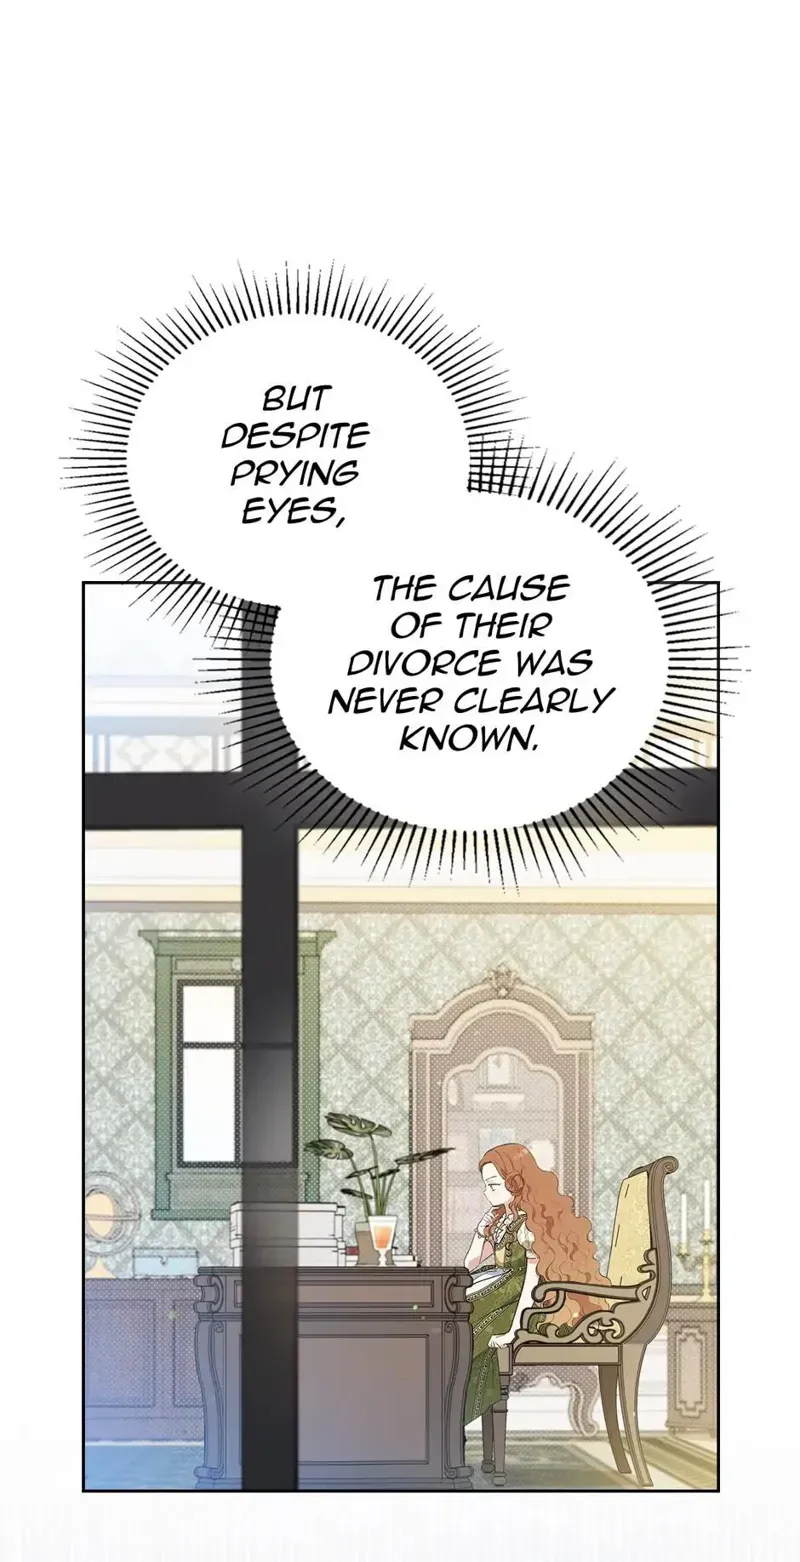 BUT
DESPITE
PRYING
EYES,
THE CAUSE
OF THEIR
DIVORCE WAS
NEVER CLEARLY
KNOWN.